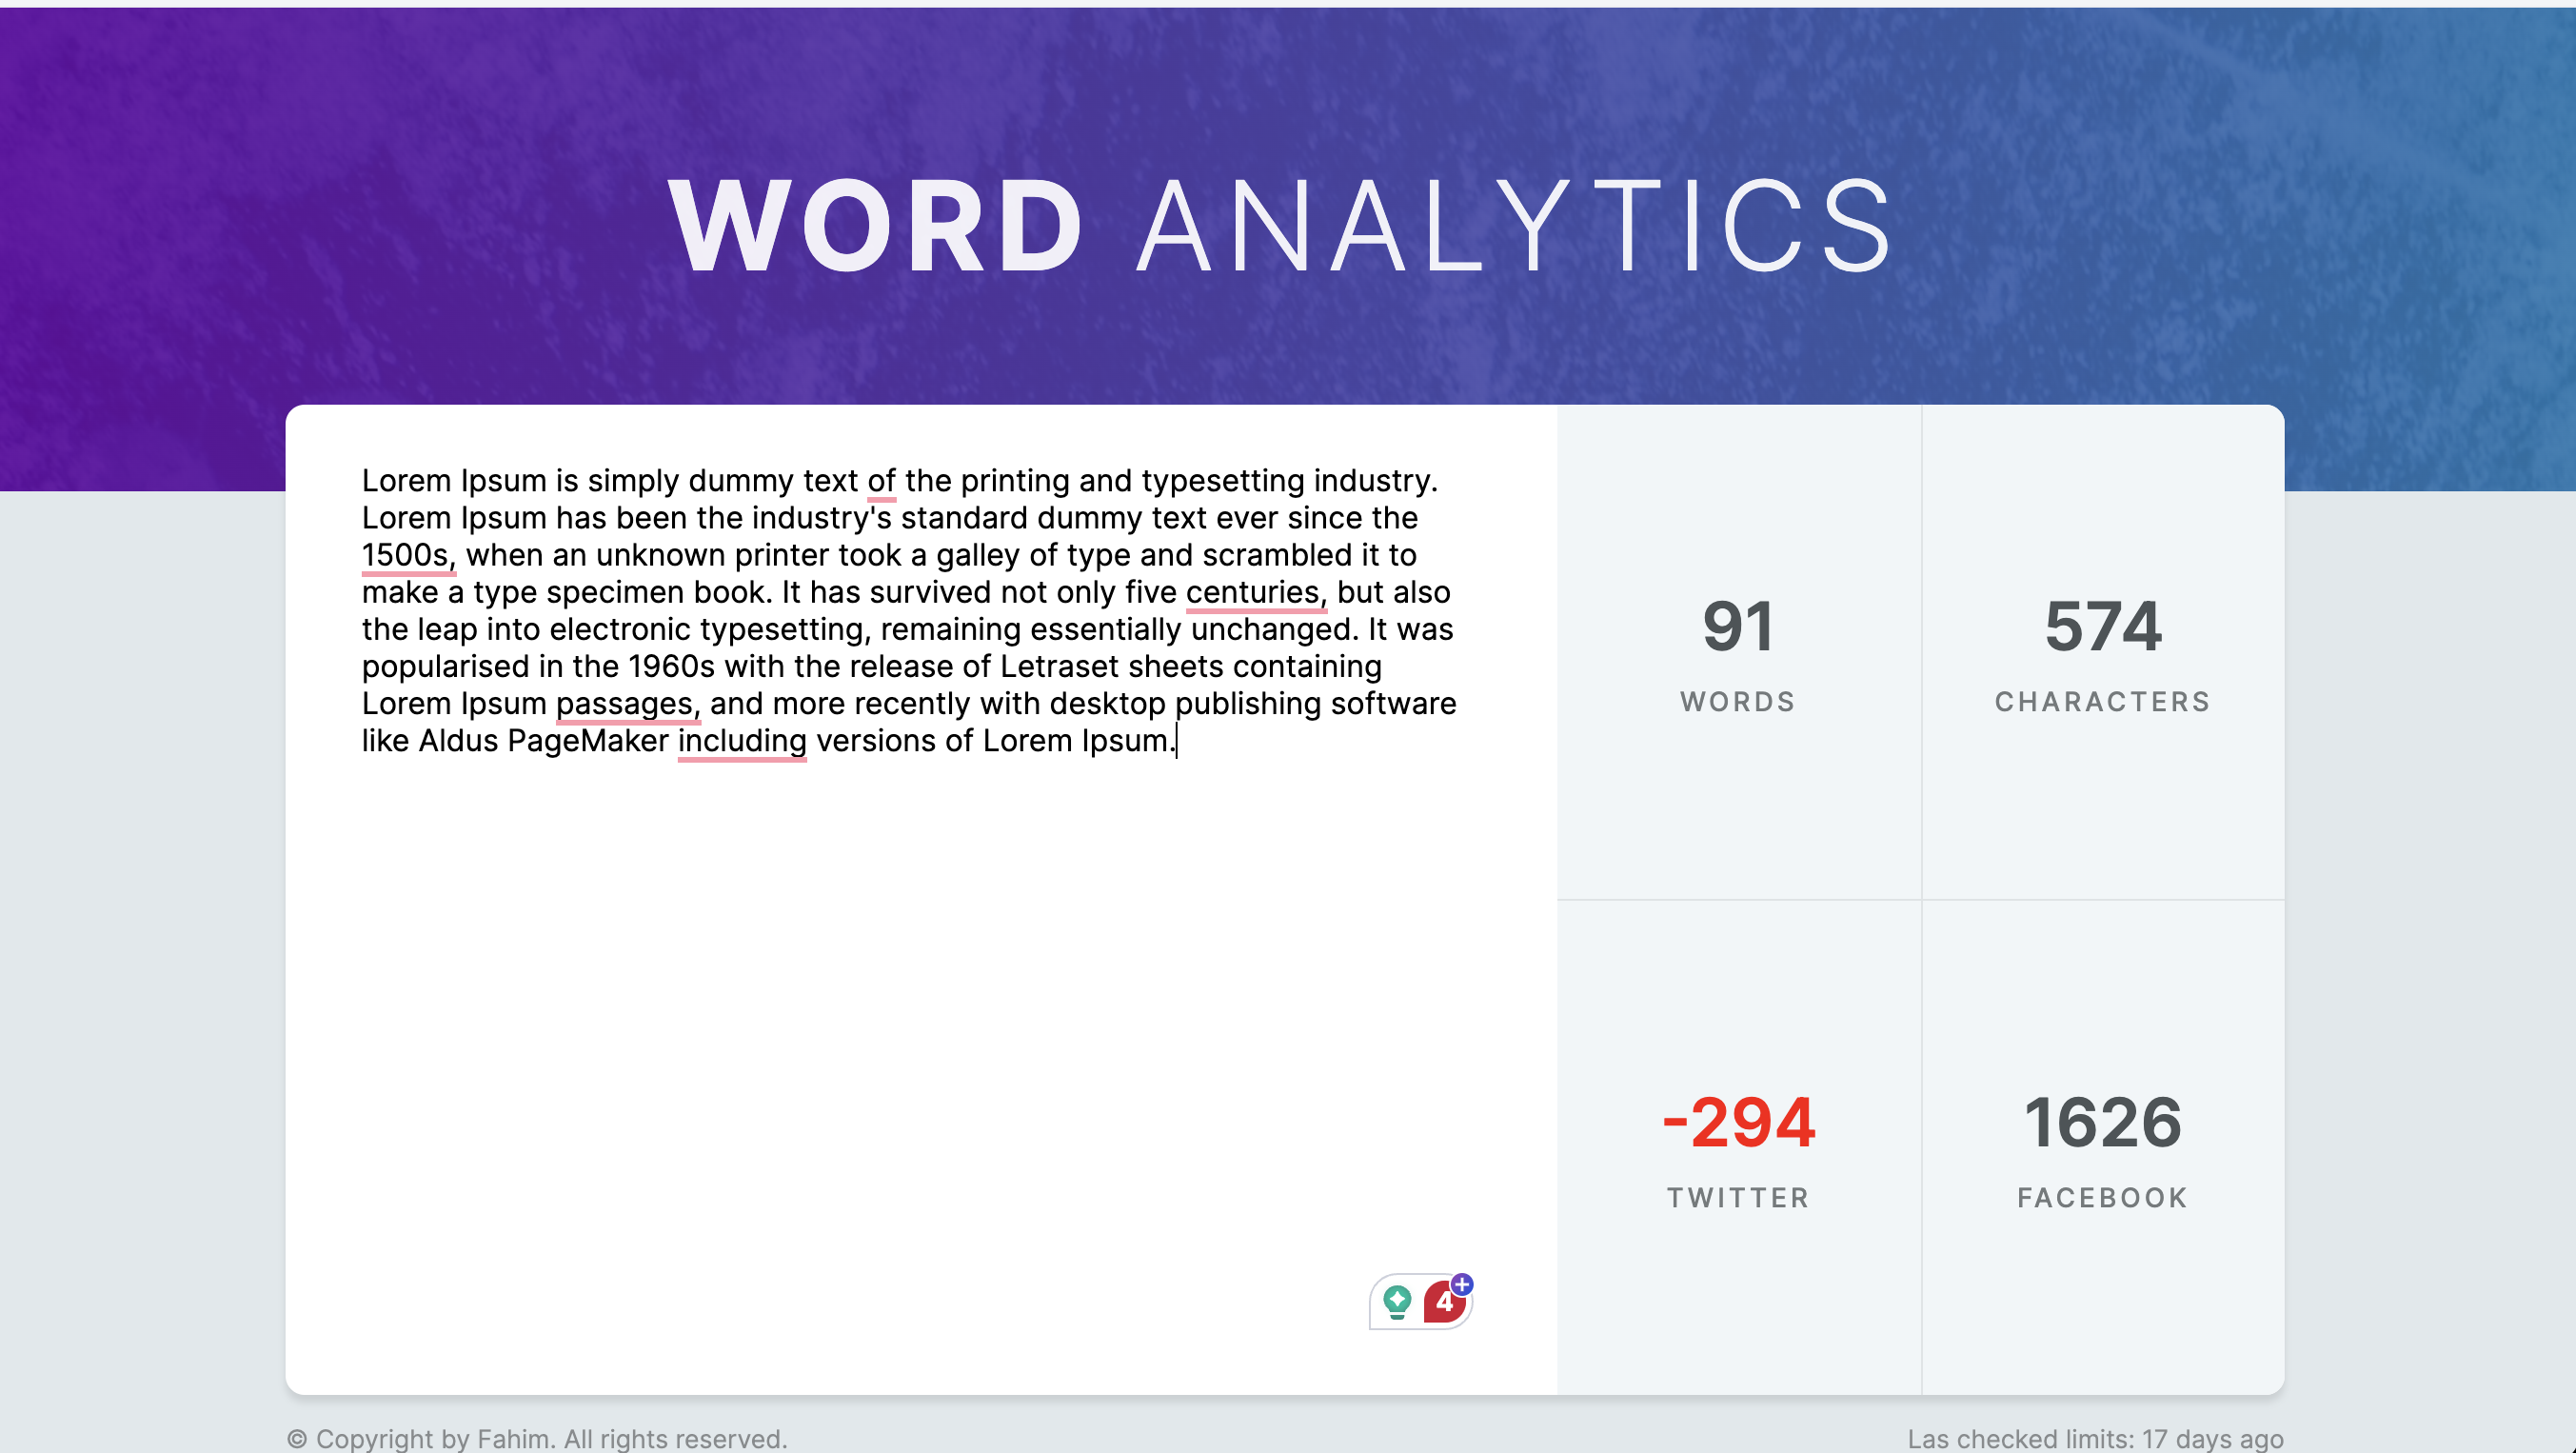 WORD ANALYTICS
Lorem Ipsum is simply dummy text of the printing and typesetting industry.
Lorem Ipsum has been the industry's standard dummy text ever since the
1500s, when an unknown printer took a galley of type and scrambled it to
make a type specimen book. It has survived not only five centuries, but also
the leap into electronic typesetting, remaining essentially unchanged. It was
popularised in the 1960s with the release of Letraset sheets containing
Lorem Ipsum passages, and more recently with desktop publishing software
like Aldus PageMaker including versions of Lorem Ipsum.
4
91
WORDS
574
CHARACTERS
-294
TWITTER
1626
FACEBOOK
© Copyright by Fahim. All rights reserved.
Las checked limits: 17 days ago